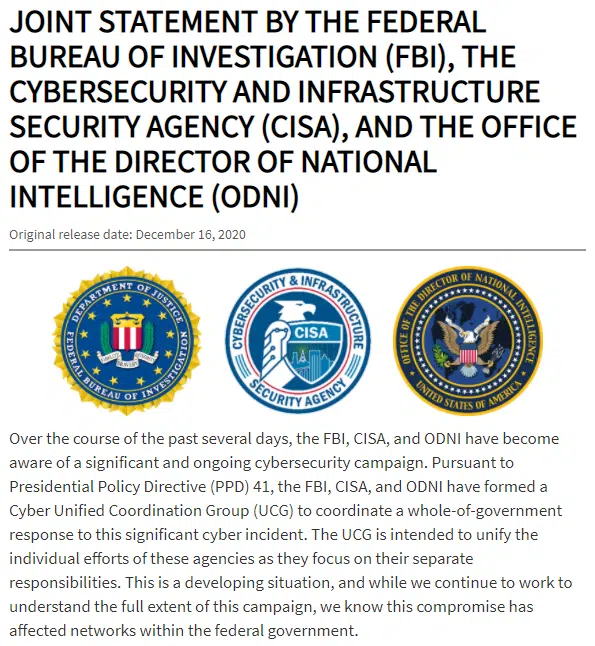 JOINT STATEMENT BY THE FEDERAL
BUREAU OF INVESTIGATION (FBI), THE
CYBERSECURITY AND INFRASTRUCTURE
SECURITY AGENCY (CISA), AND THE OFFICE
OF THE DIRECTOR OF NATIONAL
INTELLIGENCE (ODNI)
Original release date: December 16, 2020
DEPARTMENT OF JUSTICE
FEDERAL BUREAU OF INVESTIGATION
CYBERSECURITY & INFRASTRUCTURE
CISA
SECURITY AGENCY
OFFICE OF THE DIRECTOR OF NATIONAL INTELLIGENCE
UNITED STATES OF AMERICA
Over the course of the past several days, the FBI, CISA, and ODNI have become
aware of a significant and ongoing cybersecurity campaign. Pursuant to
Presidential Policy Directive (PPD) 41, the FBI, CISA, and ODNI have formed a
Cyber Unified Coordination Group (UCG) to coordinate a whole-of-government
response to this significant cyber incident. The UCG is intended to unify the
individual efforts of these agencies as they focus on their separate
responsibilities. This is a developing situation, and while we continue to work to
understand the full extent of this campaign, we know this compromise has
affected networks within the federal government.